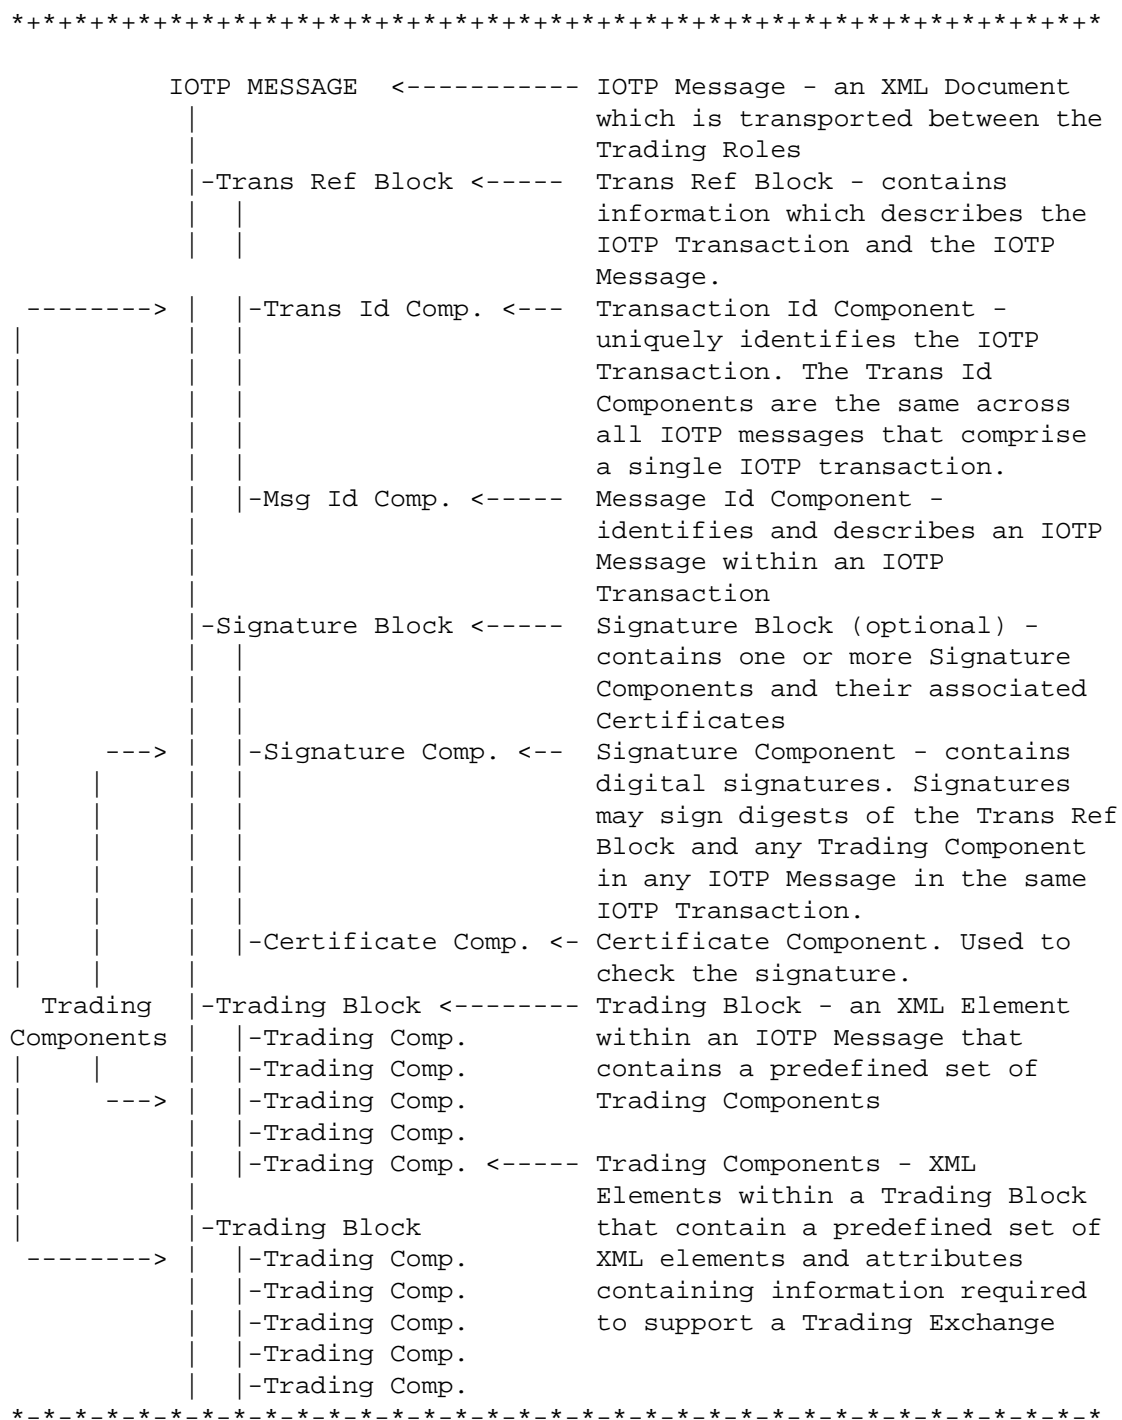 *+*+*+*+*+*+*+*+*+*+*+*+*+*+*+*+*+*+*+*+*+*+*+*+*+*+*+*+*+*+*+*+*+*+*

          IOTP MESSAGE  <----------- IOTP Message - an XML Document
           |                         which is transported between the
           |                         Trading Roles
           |-Trans Ref Block <-----  Trans Ref Block - contains
           |  |                      information which describes the
           |  |                      IOTP Transaction and the IOTP
                                     Message.
 --------> |  |-Trans Id Comp. <---  Transaction Id Component -
|          |  |                      uniquely identifies the IOTP
|          |  |                      Transaction. The Trans Id
|          |  |                      Components are the same across
|          |  |                      all IOTP messages that comprise
|          |  |                      a single IOTP transaction.
|          |  |-Msg Id Comp. <-----  Message Id Component -
|          |                         identifies and describes an IOTP
|          |                         Message within an IOTP
|          |                         Transaction
|          |-Signature Block <-----  Signature Block (optional) -
|          |  |                      contains one or more Signature
|          |  |                      Components and their associated
|          |  |                      Certificates
|     ---> |  |-Signature Comp. <--  Signature Component - contains
|    |     |  |                      digital signatures. Signatures
|    |     |  |                      may sign digests of the Trans Ref
|    |     |  |                      Block and any Trading Component
|    |     |  |                      in any IOTP Message in the same
|    |     |  |                      IOTP Transaction.
|    |     |  |-Certificate Comp. <- Certificate Component. Used to
|    |     |                         check the signature.
  Trading  |-Trading Block <-------- Trading Block - an XML Element
Components |  |-Trading Comp.        within an IOTP Message that
|    |     |  |-Trading Comp.        contains a predefined set of
|     ---> |  |-Trading Comp.        Trading Components
|          |  |-Trading Comp.
|          |  |-Trading Comp. <----- Trading Components - XML
|          |                         Elements within a Trading Block
|          |-Trading Block           that contain a predefined set of
 --------> |  |-Trading Comp.        XML elements and attributes
           |  |-Trading Comp.        containing information required
           |  |-Trading Comp.        to support a Trading Exchange
           |  |-Trading Comp.
           |  |-Trading Comp.
*-*-*-*-*-*-*-*-*-*-*-*-*-*-*-*-*-*-*-*-*-*-*-*-*-*-*-*-*-*-*-*-*-*-*